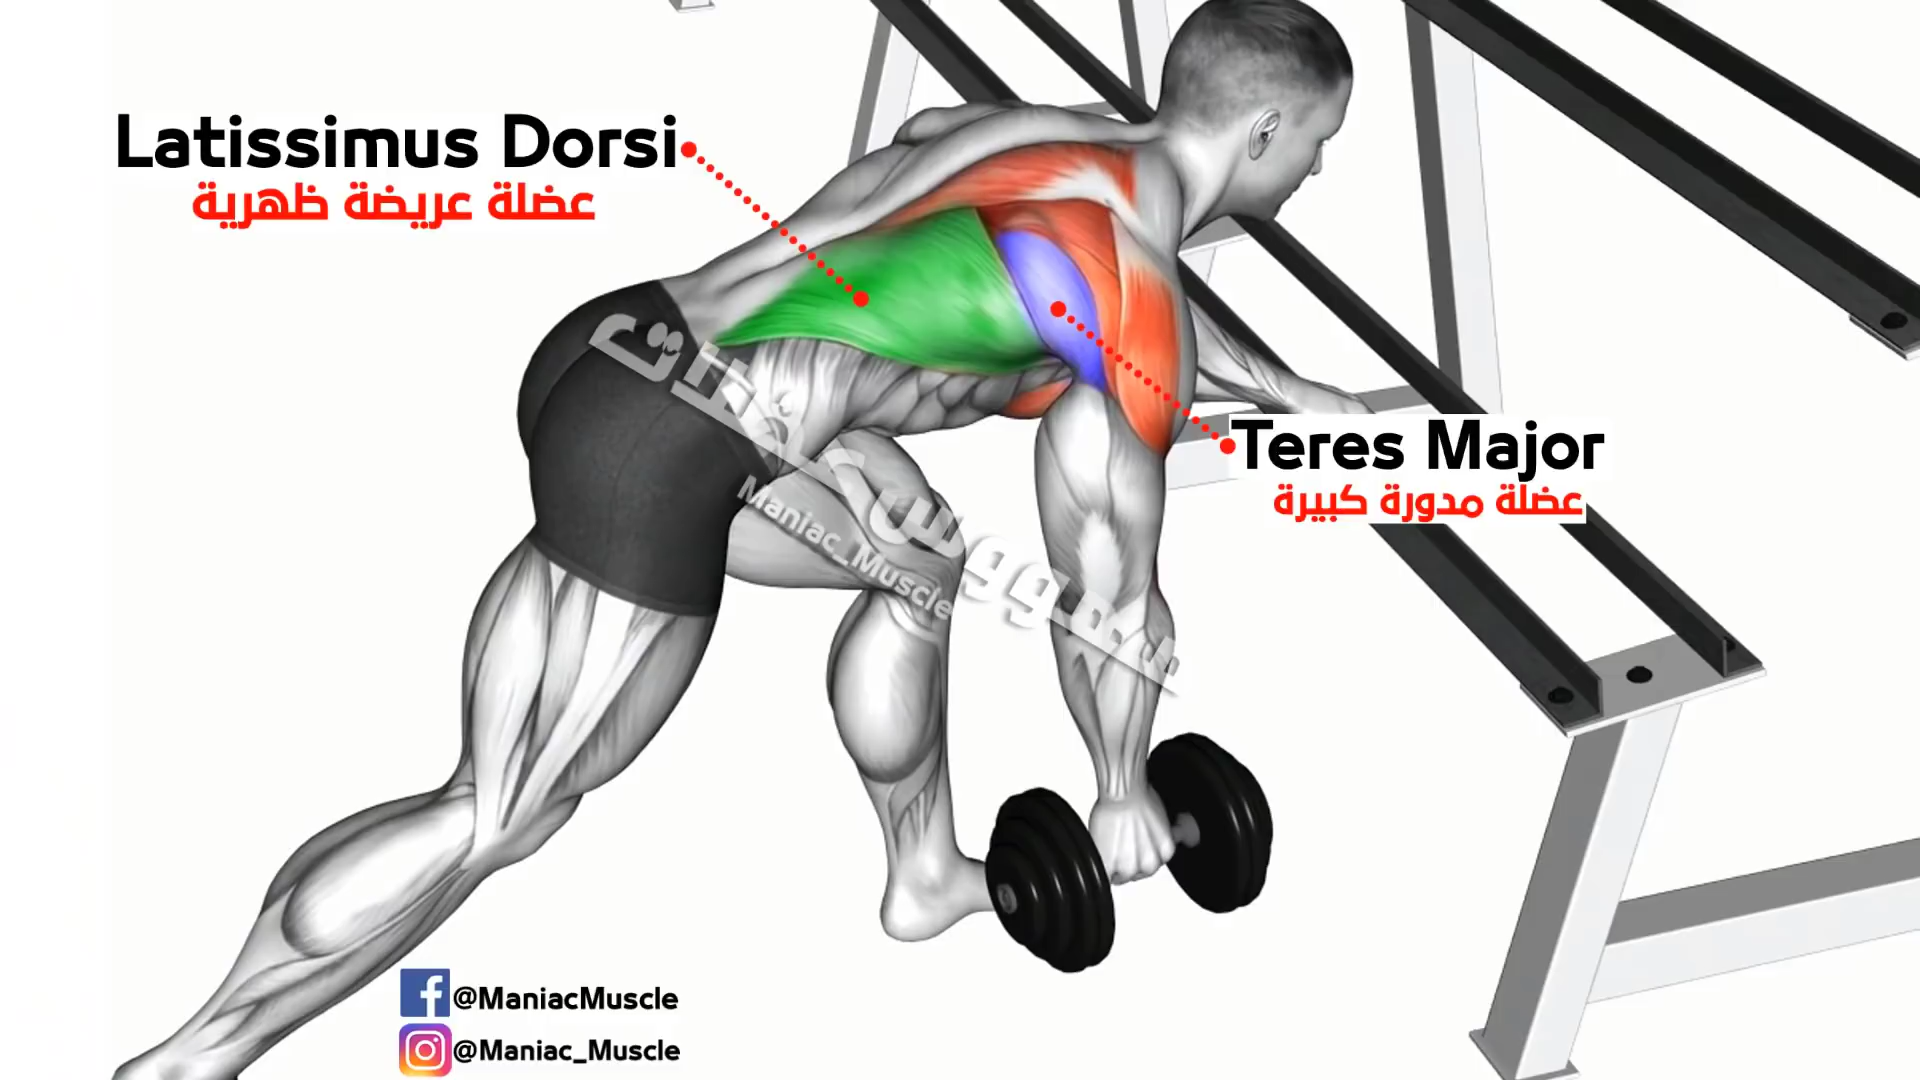 Latissimus Dorsi
عضلة عريضة ظهرية
Teres Major
عضلة مدورة كبيرة
Maniac_Muscle
@ManiacMuscle
@Maniac_Muscle